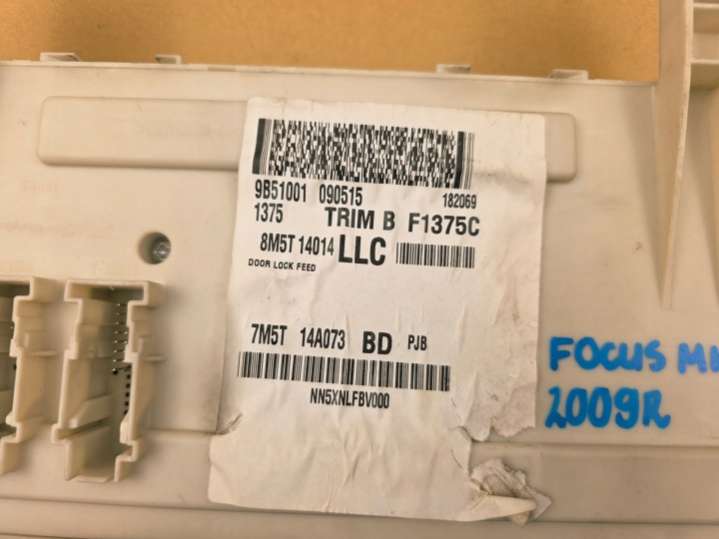 9B51001 090515 182069
1375 TRIM B F1375C
8M5T 14014 LLC
DOOR LOCK FEED
7M5T 14A073 BD PJB
NN5XNLFBV000
FOCUS
2009R